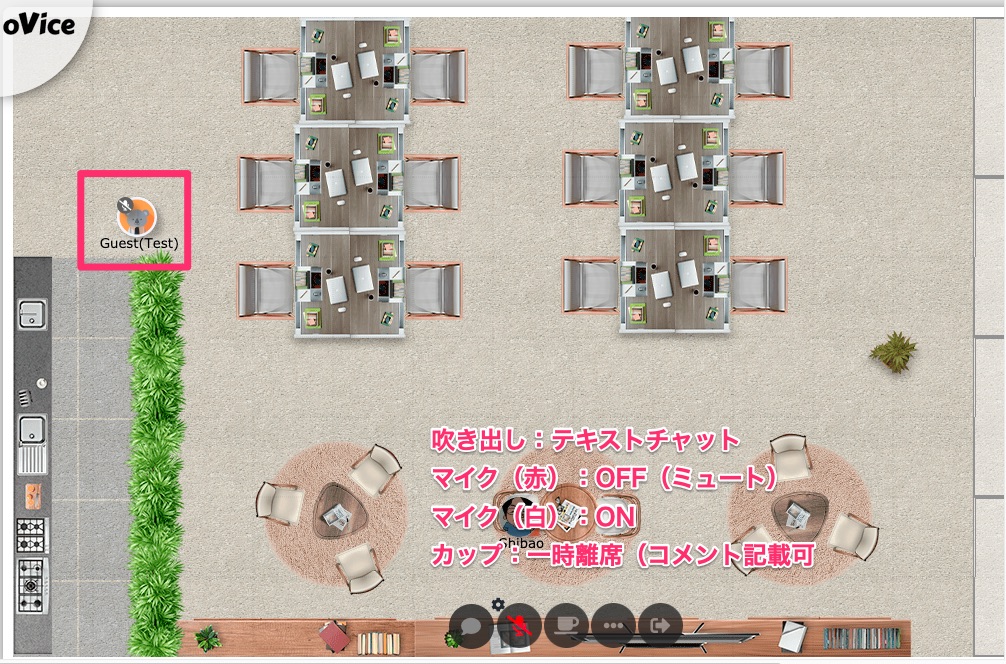 oVice
Guest(Test)
吹き出し：テキストチャット
マイク（赤）：OFF（ミュート）
マイク（白）：ON
Shibao
カップ：一時離席（コメント記載可